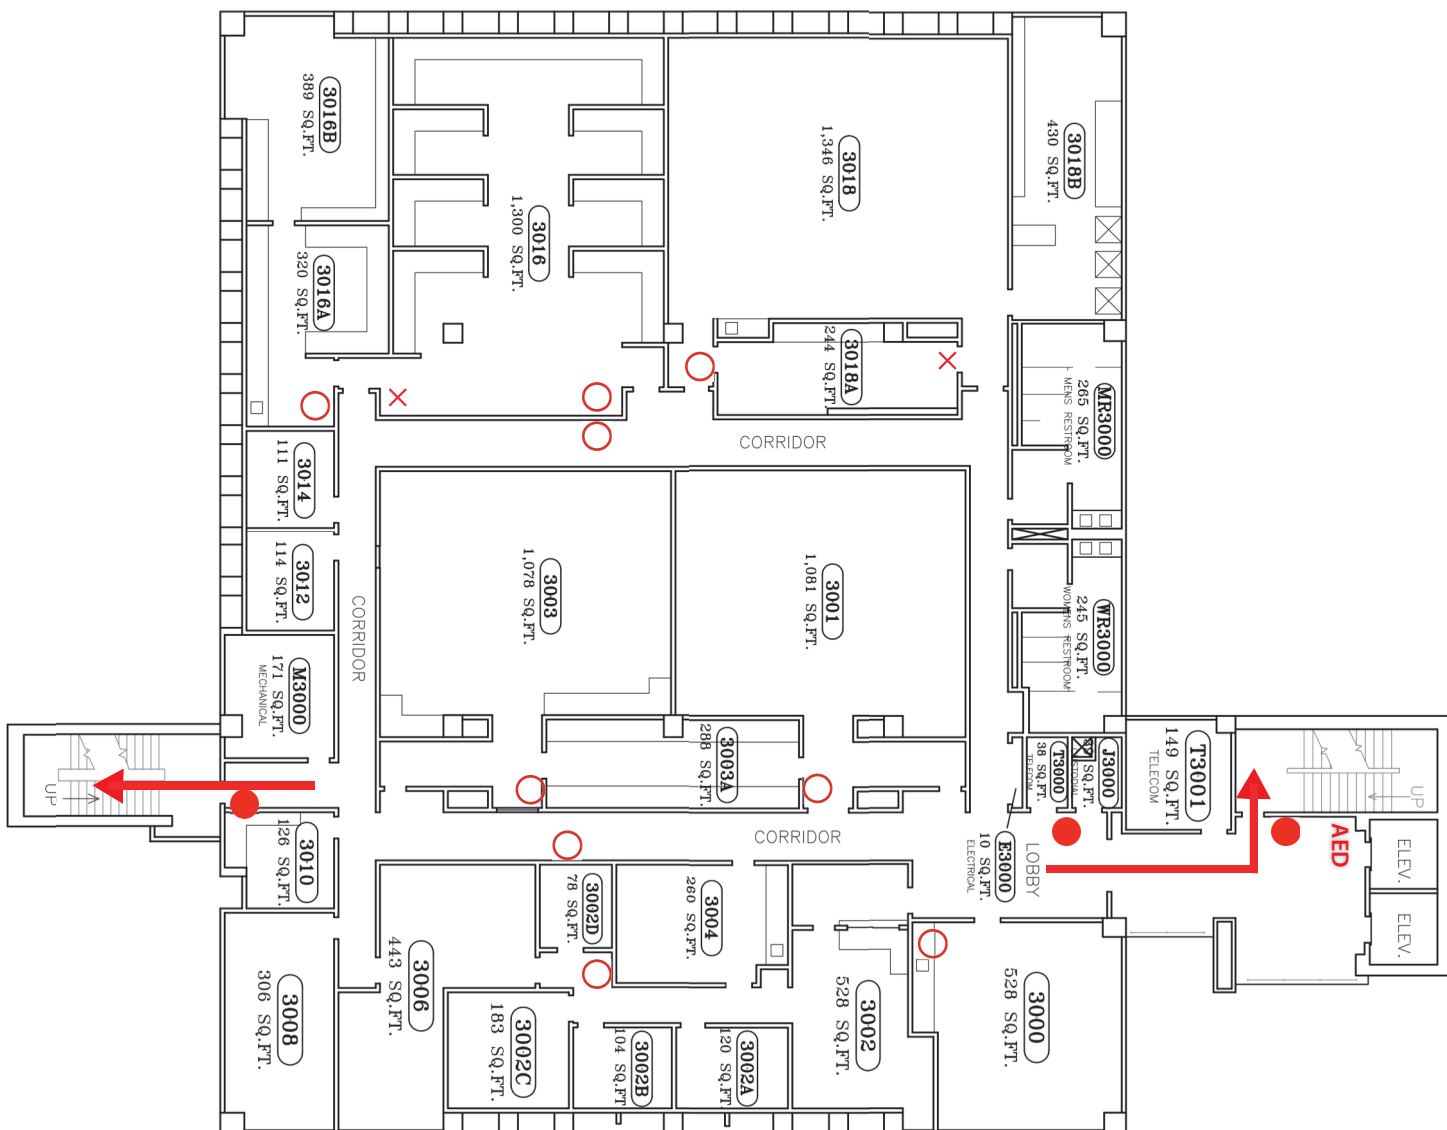 3016B
389 SQ.FT.
3016
1,300 SQ.FT.
3018
1,346 SQ.FT.
3018B
430 SQ.FT.
3016A
320 SQ.FT.
3018A
244 SQ.FT.
MR3000
265 SQ.FT.
MENS RESTROOM
CORRIDOR
3014
111 SQ.FT.
3012
114 SQ.FT.
CORRIDOR
3003
1,078 SQ.FT.
3001
1,081 SQ.FT.
WR3000
245 SQ.FT.
WOMENS RESTROOM
M3000
171 SQ.FT.
MECHANICAL
3003A
288 SQ.FT.
T3000
38 SQ.FT.
TELECOM
J3000
SQ.FT.
T3001
149 SQ.FT.
TELECOM
UP
UP
CORRIDOR
E3000
10 SQ.FT.
ELECTRICAL
LOBBY
AED
ELEV.
ELEV.
3010
126 SQ.FT.
3002D
78 SQ.FT.
3004
260 SQ.FT.
3008
306 SQ.FT.
3006
443 SQ.FT.
3002C
183 SQ.FT.
3002B
104 SQ.FT
3002A
120 SQ.FT.
3002
528 SQ.FT.
3000
528 SQ.FT.